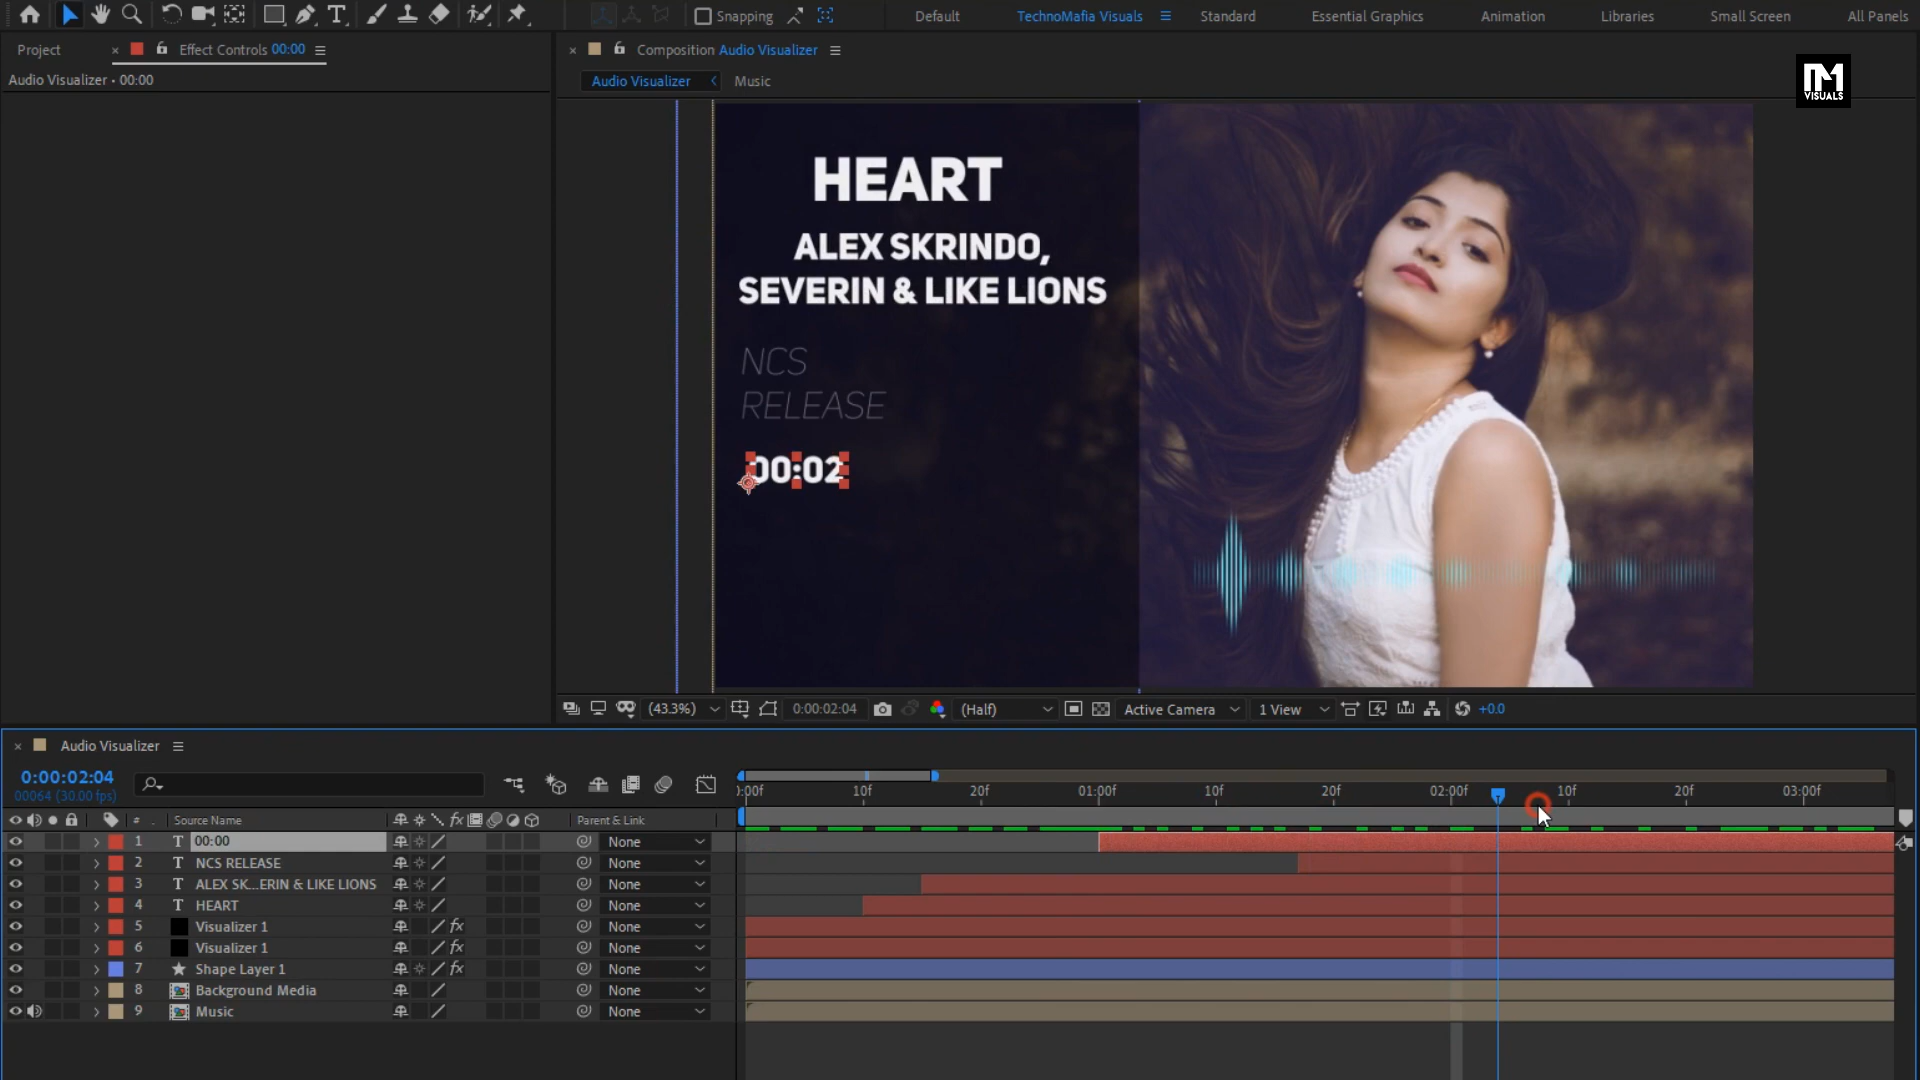 Snapping
Default
TechnoMafia Visuals
Standard
Essential Graphics
Animation
Libraries
Small Screen
All Panels
Project
Effect Controls 00:00
Composition Audio Visualizer
Audio Visualizer • 00:00
Audio Visualizer
Music
VISUALS
HEART
ALEX SKRINDO,
SEVERIN & LIKE LIONS
NCS
RELEASE
00:02
(43.3%)
0:00:02:04
(Half)
Active Camera
1 View
+0.0
Audio Visualizer
0:00:02:04
00064 (30.00 fps)
:00f 10f 20f 01:00f 10f 20f 02:00f 10f 20f 03:00f
# Source Name Parent & Link
1 T 00:00 None
2 T NCS RELEASE None
3 T ALEX SK...ERIN & LIKE LIONS None
4 T HEART None
5 Visualizer 1 fx None
6 Visualizer 1 fx None
7 Shape Layer 1 fx None
8 Background Media None
9 Music None